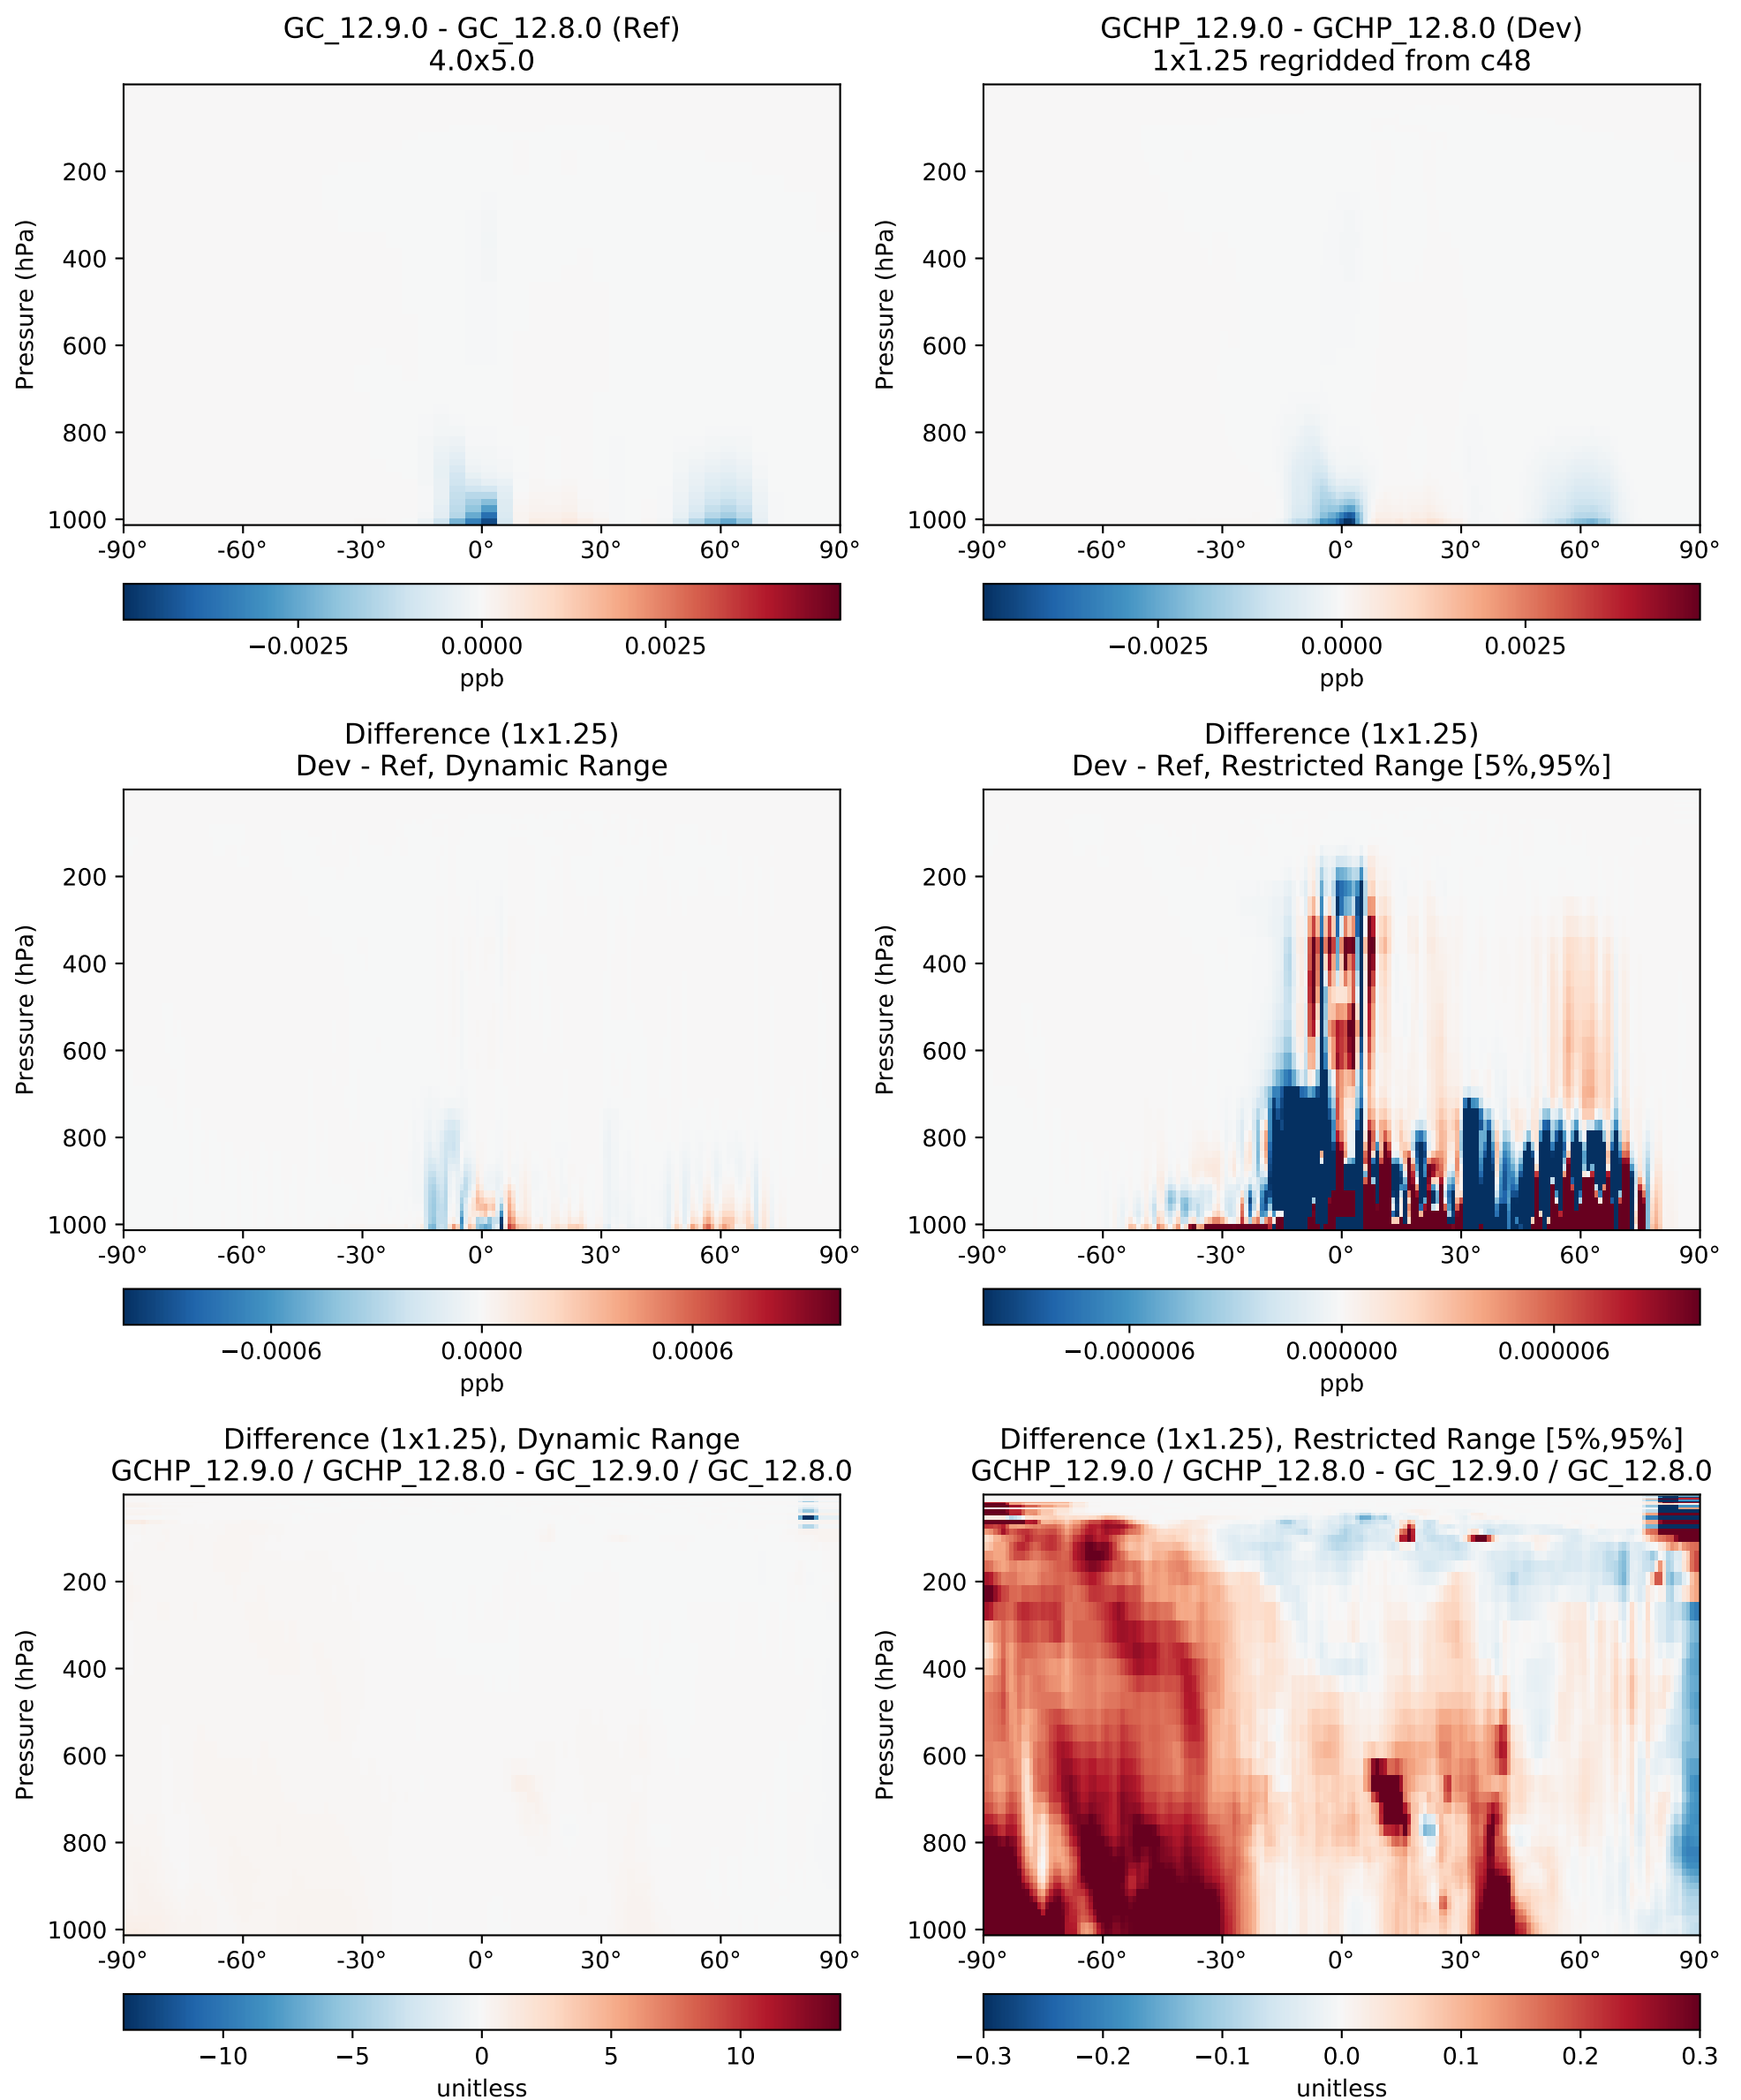 GC_12.9.0 - GC_12.8.0 (Ref)
4.0x5.0
Pressure (hPa)
200
400
600
800
1000
-90° -60° -30° 0° 30° 60° 90°
−0.0025 0.0000 0.0025
ppb
GCHP_12.9.0 - GCHP_12.8.0 (Dev)
1x1.25 regridded from c48
Pressure (hPa)
200
400
600
800
1000
-90° -60° -30° 0° 30° 60° 90°
−0.0025 0.0000 0.0025
ppb
Difference (1x1.25)
Dev - Ref, Dynamic Range
Pressure (hPa)
200
400
600
800
1000
-90° -60° -30° 0° 30° 60° 90°
−0.0006 0.0000 0.0006
ppb
Difference (1x1.25)
Dev - Ref, Restricted Range [5%,95%]
Pressure (hPa)
200
400
600
800
1000
-90° -60° -30° 0° 30° 60° 90°
−0.000006 0.000000 0.000006
ppb
Difference (1x1.25), Dynamic Range
GCHP_12.9.0 / GCHP_12.8.0 - GC_12.9.0 / GC_12.8.0
Pressure (hPa)
200
400
600
800
1000
-90° -60° -30° 0° 30° 60° 90°
−10 −5 0 5 10
unitless
Difference (1x1.25), Restricted Range [5%,95%]
GCHP_12.9.0 / GCHP_12.8.0 - GC_12.9.0 / GC_12.8.0
Pressure (hPa)
200
400
600
800
1000
-90° -60° -30° 0° 30° 60° 90°
−0.3 −0.2 −0.1 0.0 0.1 0.2 0.3
unitless